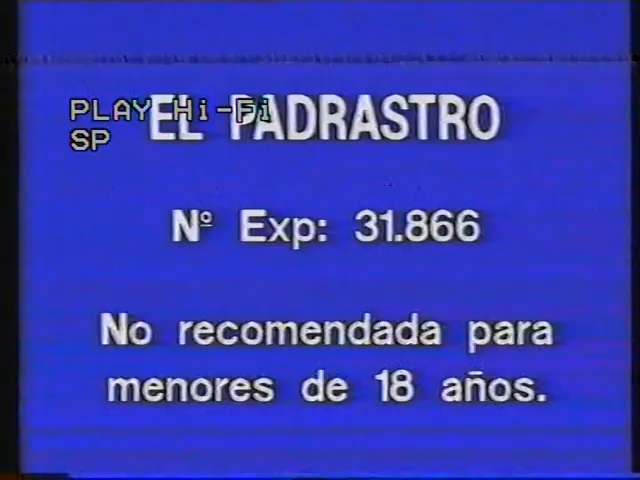 PLAY Hi-Fi
SP
EL PADRASTRO
Nº Exp: 31.866
No recomendada para
menores de 18 años.